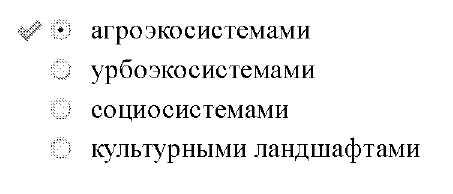 агроэкосистемами
урбоэкосистемами
социосистемами
культурными ландшафтами